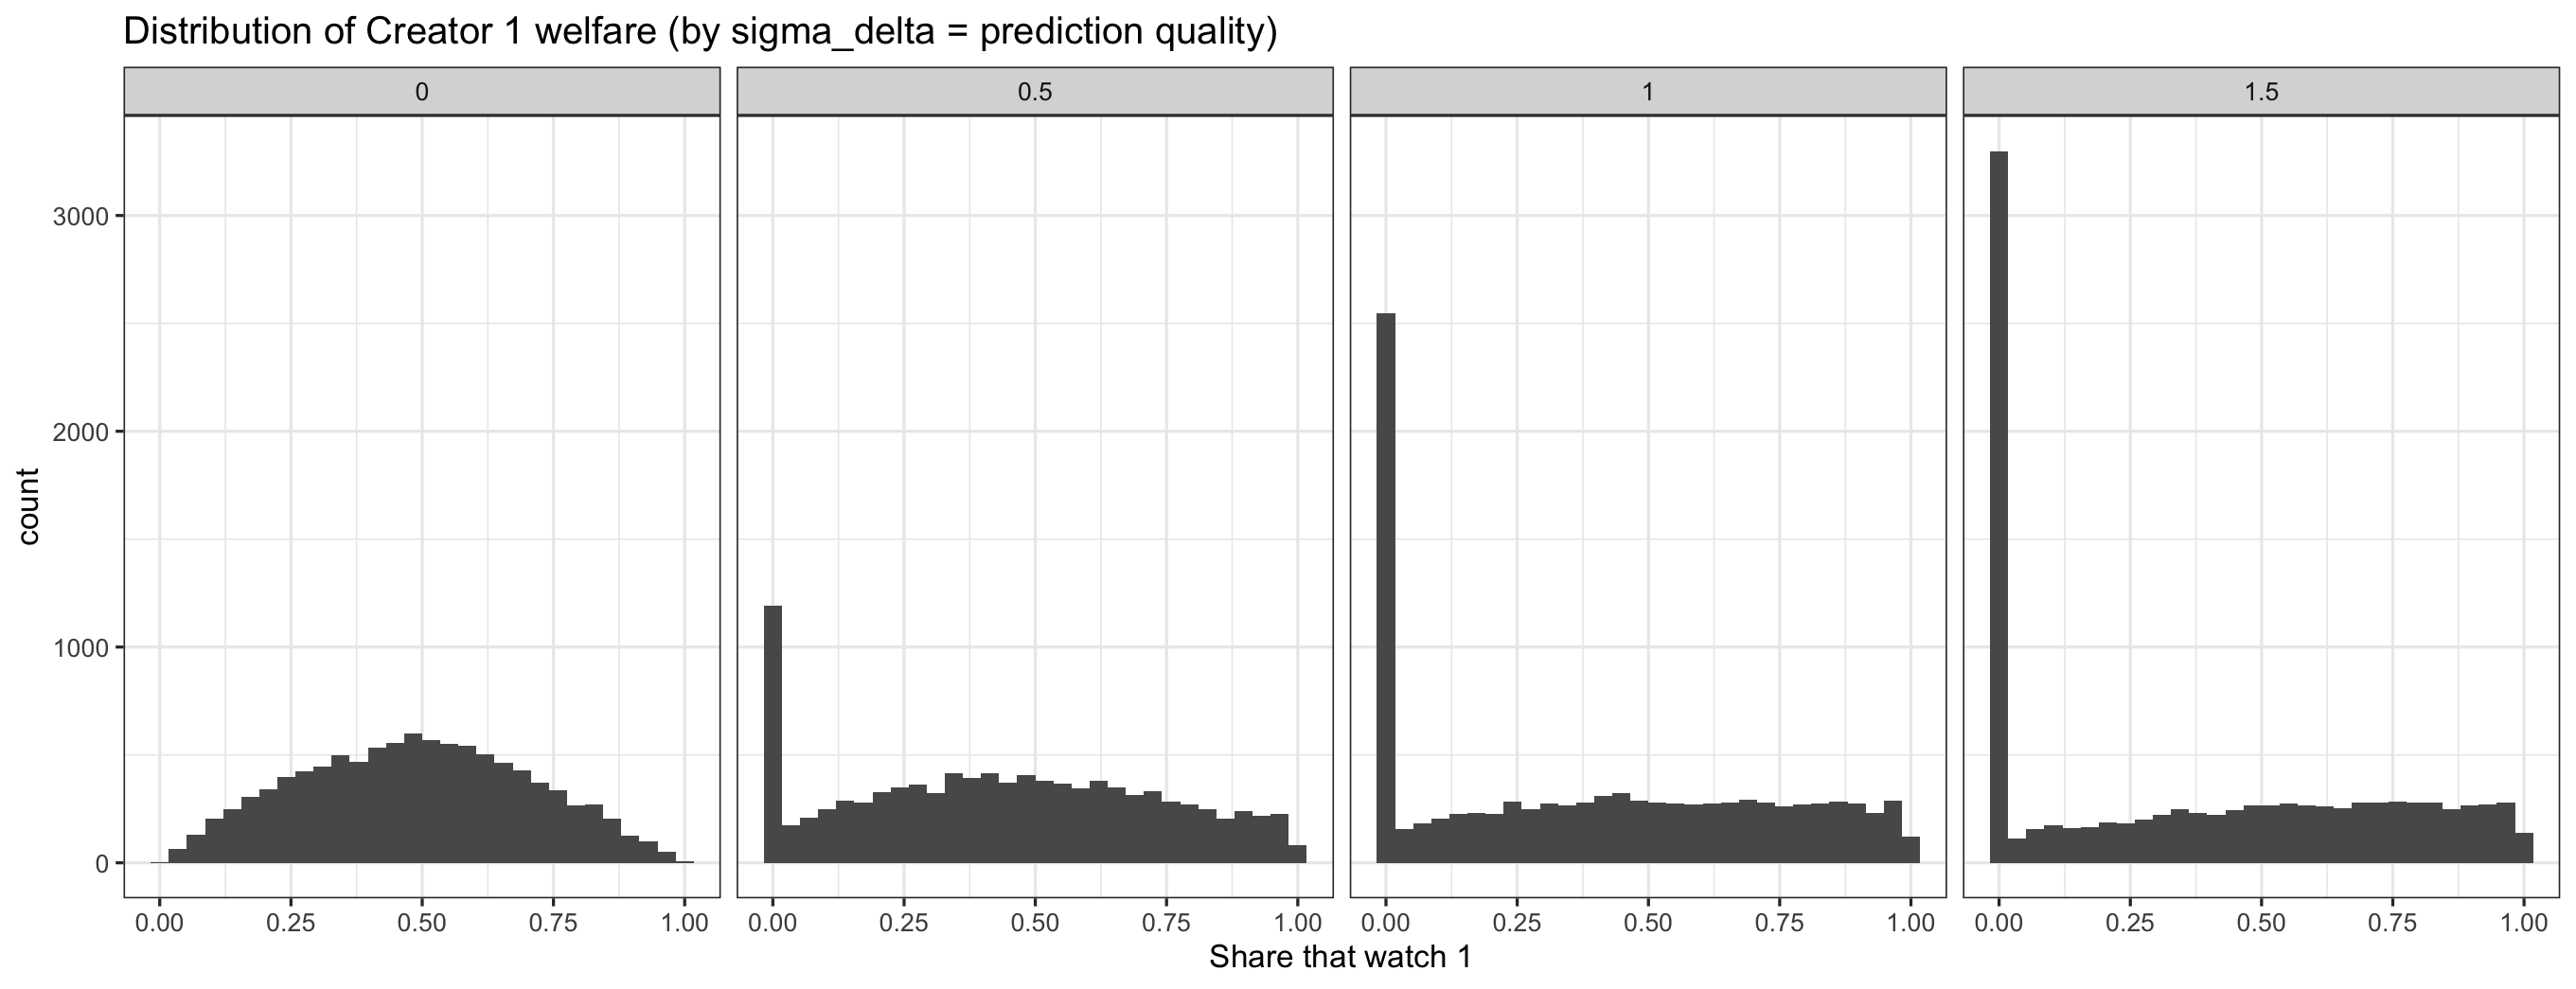 Distribution of Creator 1 welfare (by sigma_delta = prediction quality)
0 0.5 1 1.5
3000
2000
1000
0
count
0.00 0.25 0.50 0.75 1.00 0.00 0.25 0.50 0.75 1.00 0.00 0.25 0.50 0.75 1.00 0.00 0.25 0.50 0.75 1.00
Share that watch 1